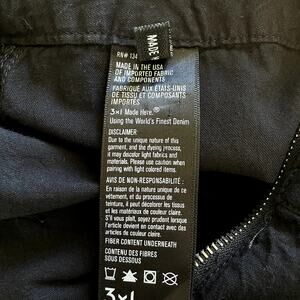 MADE
RN# 134
MADE IN THE USA
OF IMPORTED FABRIC
AND COMPONENTS
FABRIQUÉ AUX ÉTATS-UNIS
DE TISSU ET COMPOSANTS
IMPORTÉS
3×1 Made Here.®
Using the World's Finest Denim
DISCLAIMER:
Due to the unique nature of this
garment, and the dyeing process,
it may discolor light fabrics and
materials. Please use caution when
pairing with light colored items.
AVIS DE NON-RESPONSABILITÉ :
En raison de la nature unique de ce
vêtement, et du processus de
teinture, il peut décolorer les tissus
et les matériaux de couleur claire.
S'il vous plaît, soyez prudent lorsque
l'article devient en contact avec des
articles de couleur claire.
FIBER CONTENT UNDERNEATH
CONTENU DES FIBRES
SOUS DESSOUS
3×1